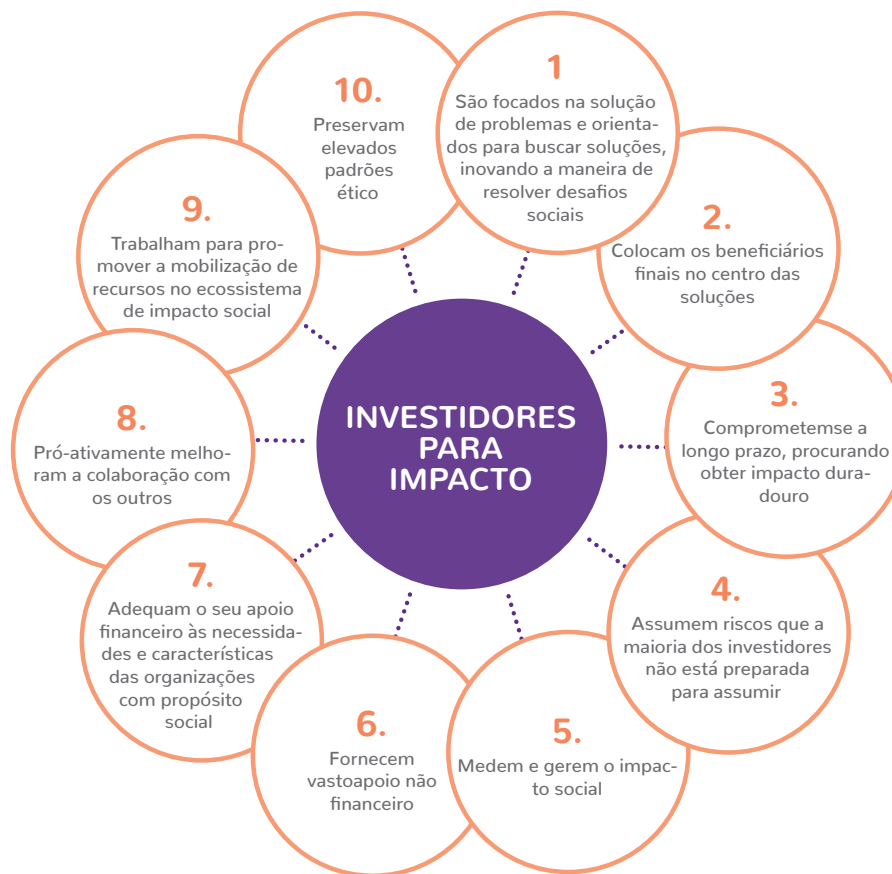 INVESTIDORES
PARA
IMPACTO
1
São focados na solução
de problemas e orienta-
dos para buscar soluções,
inovando a maneira de
resolver desafios
sociais
2.
Colocam os beneficiários
finais no centro das
soluções
3.
Comprometemse a
longo prazo, procurando
obter impacto dura-
douro
4.
Assumem riscos que a
maioria dos investidores
não está preparada
para assumir
5.
Medem e gerem o impac-
to social
6.
Fornecem
vastoapoio não
financeiro
7.
Adequam o seu apoio
financeiro às necessida-
des e características
das organizações
com propósito
social
8.
Pró-ativamente melho-
ram a colaboração com
os outros
9.
Trabalham para pro-
mover a mobilização de
recursos no ecossistema
de impacto social
10.
Preservam
elevados
padrões
ético